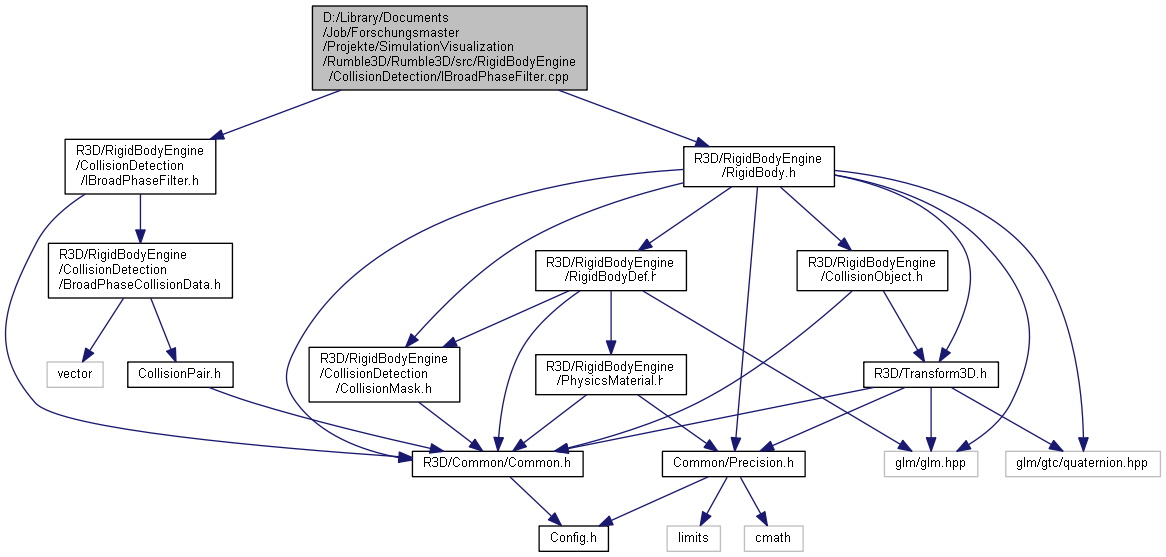 D:/Library/Documents
/Job/Forschungsmaster
/Projekte/SimulationVisualization
/Rumble3D/Rumble3D/src/RigidBodyEngine
/CollisionDetection/IBroadPhaseFilter.cpp
R3D/RigidBodyEngine
/CollisionDetection
/IBroadPhaseFilter.h
R3D/RigidBodyEngine
/RigidBody.h
R3D/RigidBodyEngine
/CollisionDetection
/BroadPhaseCollisionData.h
R3D/RigidBodyEngine
/RigidBodyDef.h
R3D/RigidBodyEngine
/CollisionObject.h
vector
CollisionPair.h
R3D/RigidBodyEngine
/CollisionDetection
/CollisionMask.h
R3D/RigidBodyEngine
/PhysicsMaterial.h
R3D/Transform3D.h
R3D/Common/Common.h
Common/Precision.h
glm/glm.hpp
glm/gtc/quaternion.hpp
Config.h
limits
cmath